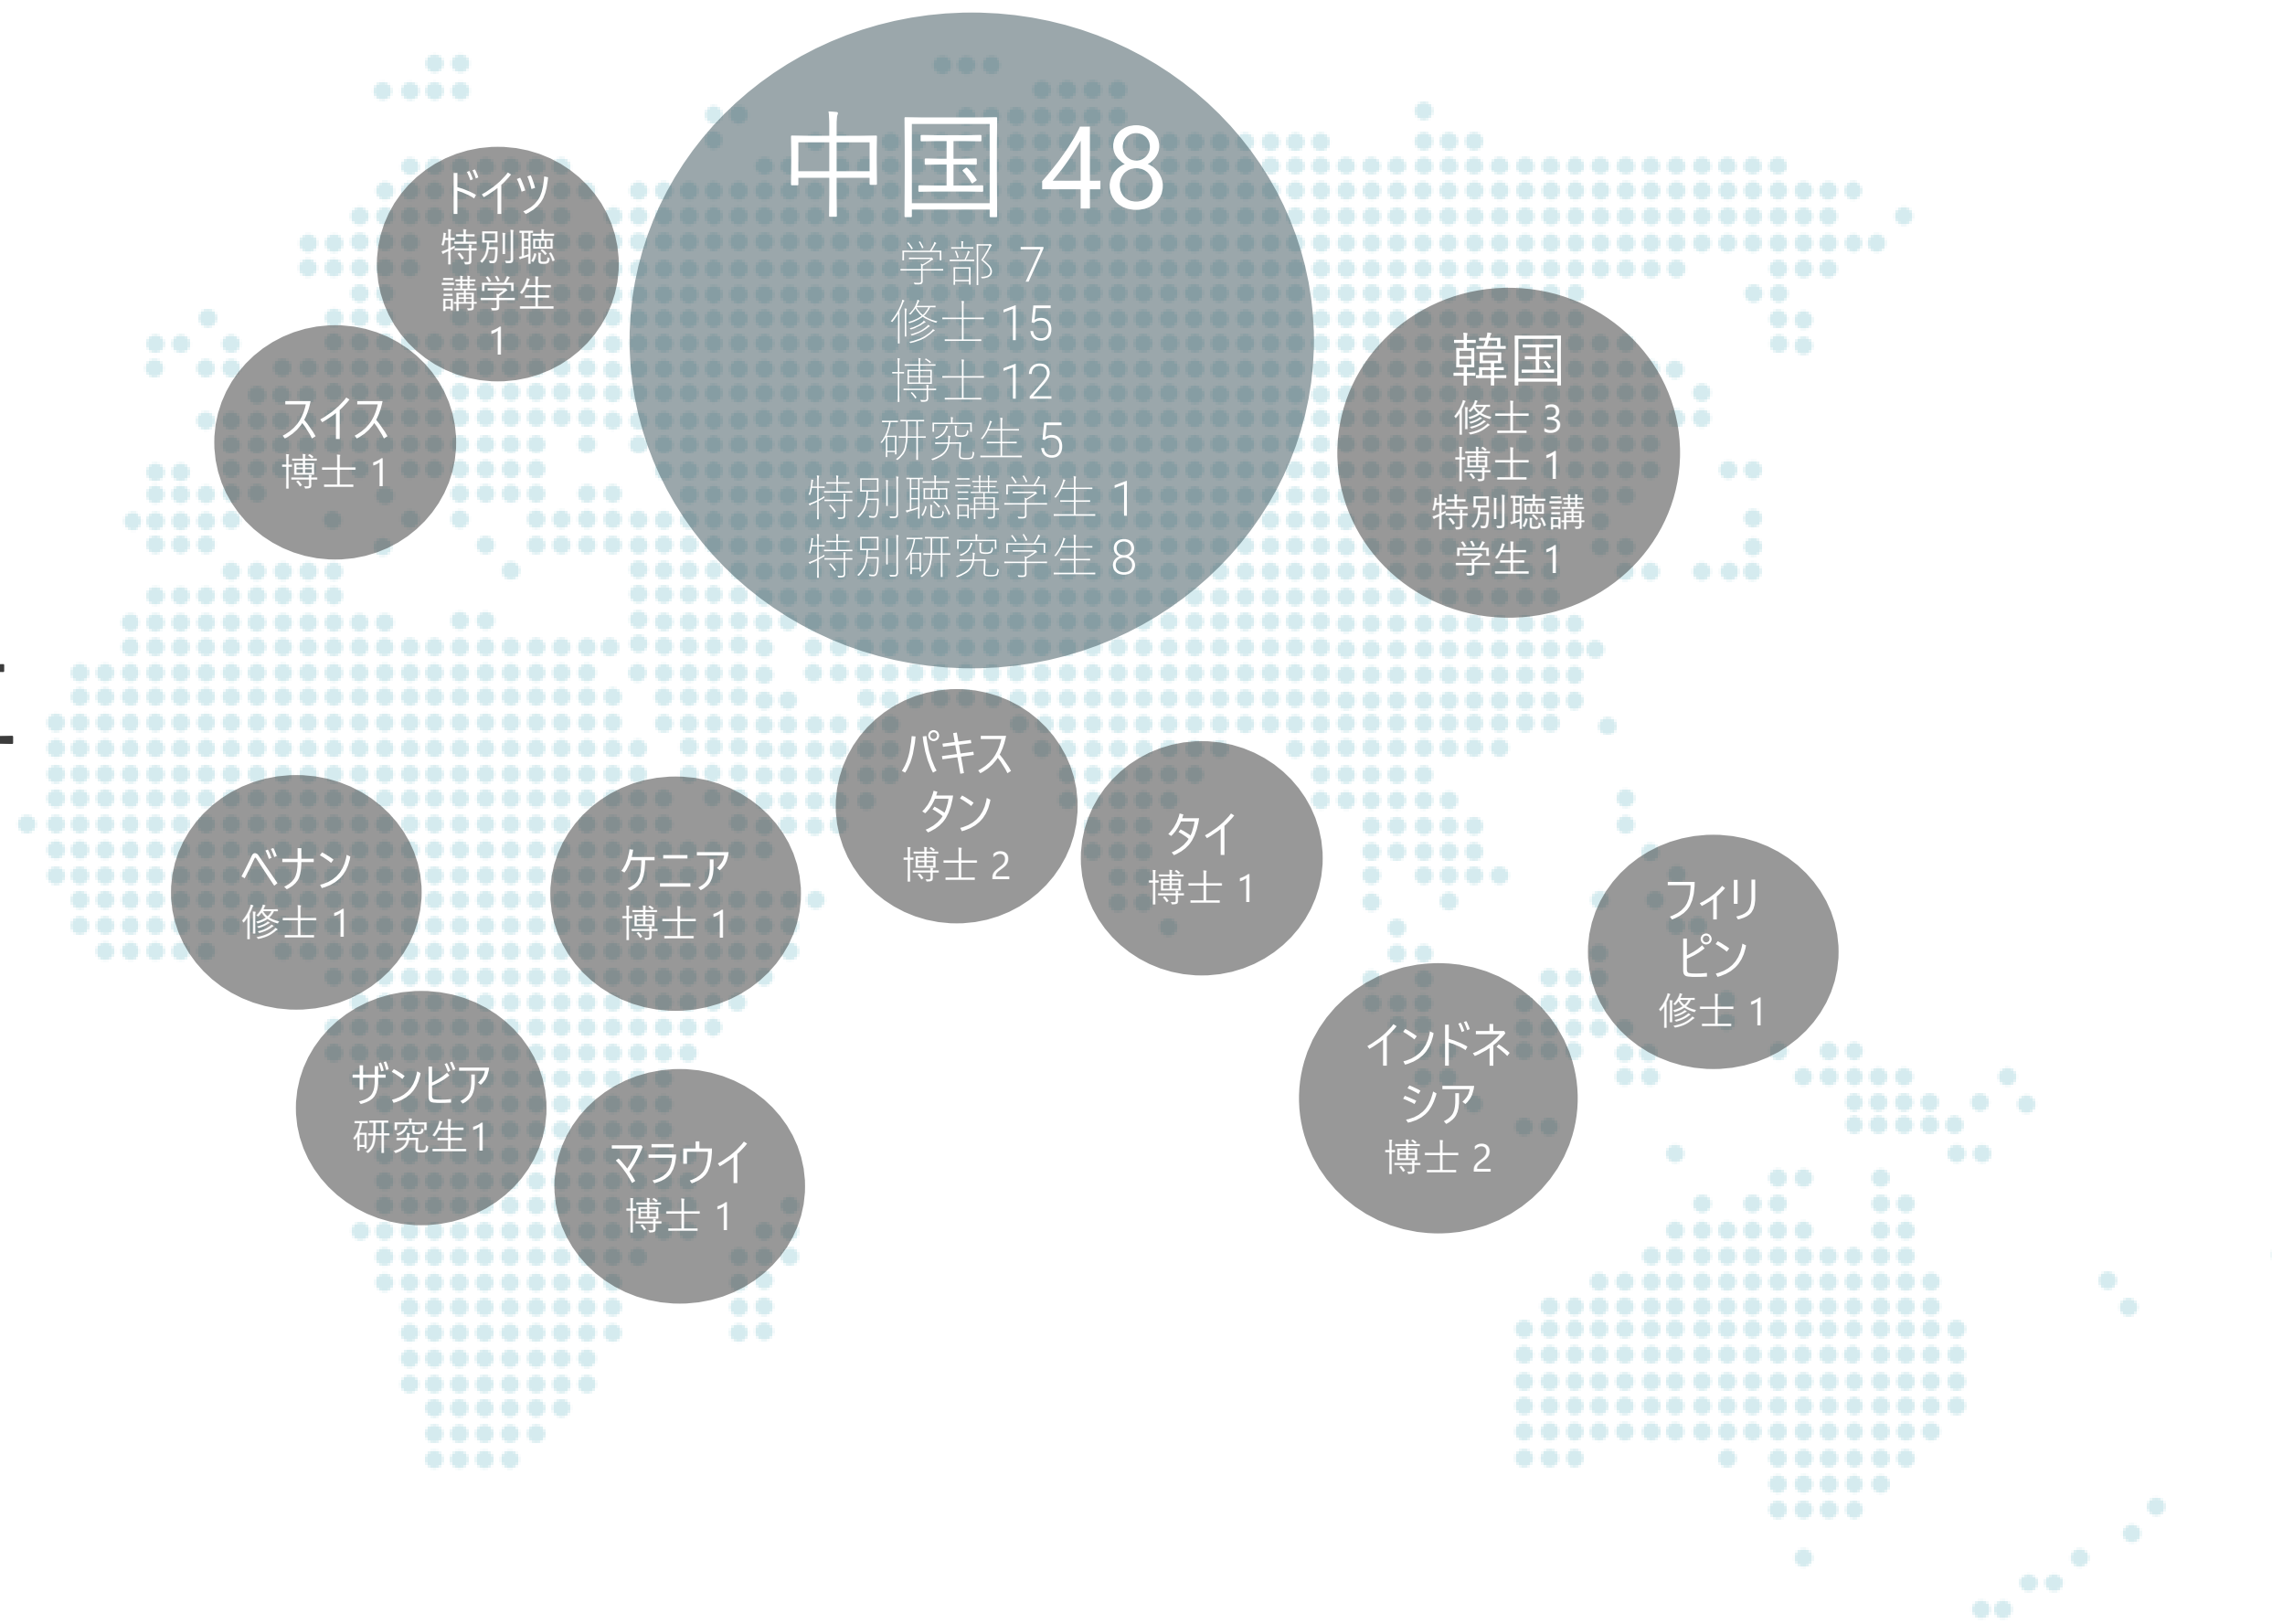 中国 48
学部 7
修士 15
博士 12
研究生 5
特別聴講学生 1
特別研究学生 8
ドイツ
特別聴
講学生
1
スイス
博士 1
韓国
修士 3
博士 1
特別聴講
学生 1
パキス
タン
博士 2
タイ
博士 1
ベナン
修士 1
ケニア
博士 1
フィリ
ピン
修士 1
ザンビア
研究生1
マラウイ
博士 1
インドネ
シア
博士 2